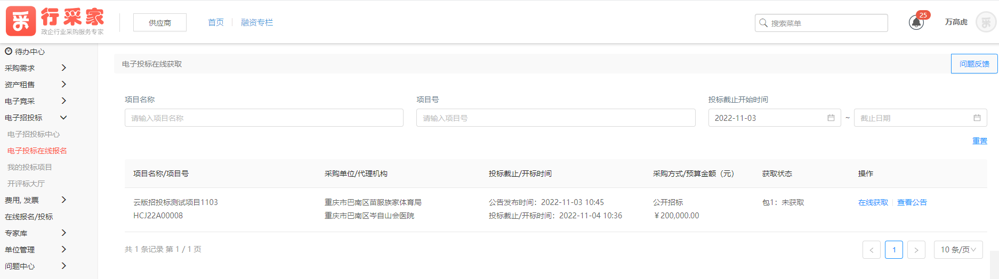 采 行采家
政企行业采购服务专家
供应商
首页
融资专栏
搜索菜单
25
万高虎
采
待办中心
采购需求
资产租售
电子竞采
电子招投标
电子招投标中心
电子投标在线报名
我的投标项目
开评标大厅
费用, 发票
在线报名/投标
专家库
单位管理
问题中心
电子投标在线获取
问题反馈
项目名称
项目号
投标截止开始时间
请输入项目名称
请输入项目号
2022-11-03 ~ 截止日期
重置
项目名称/项目号 采购单位/代理机构 投标截止/开标时间 采购方式/预算金额（元） 获取状态 操作
云版招投标测试项目1103 重庆市巴南区苗服族家体育局 公告发布时间：2022-11-03 10:45 公开招标 包1：未获取 在线获取 查看公告
HCJ22A00008 重庆市巴南区岑自山会医院 投标截止/开标时间：2022-11-04 10:36 ￥200,000.00
共 1 条记录 第 1 / 1 页
< 1 > 10 条/页